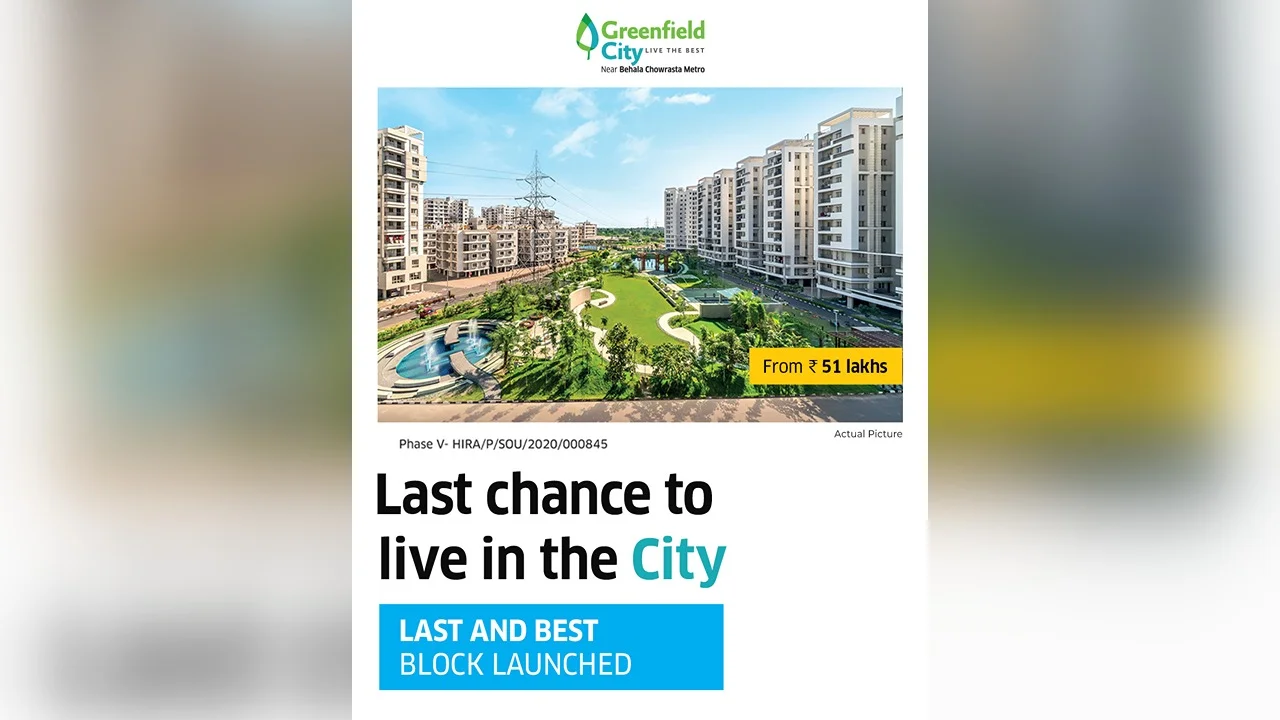 Greenfield
City LIVE THE BEST
Near Behala Chowrasta Metro
From ₹ 51 lakhs
Actual Picture
Phase V- HIRA/P/SOU/2020/000845
Last chance to
live in the City
LAST AND BEST
BLOCK LAUNCHED